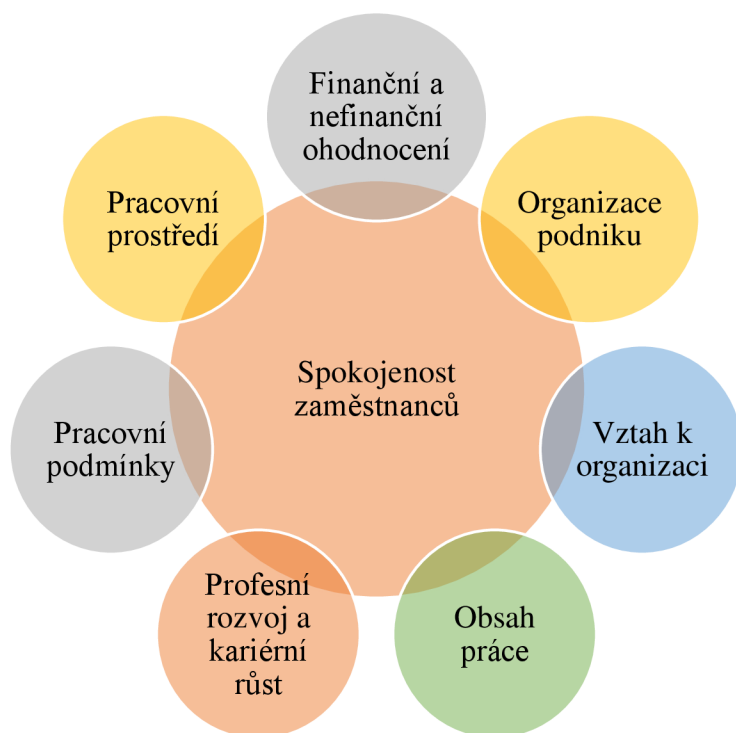 Finanční a
nefinanční
ohodnocení
Pracovní
prostředí
Organizace
podniku
Spokojenost
zaměstnanců
Pracovní
podmínky
Vztah k
organizaci
Profesní
rozvoj a
kariérní
růst
Obsah
práce